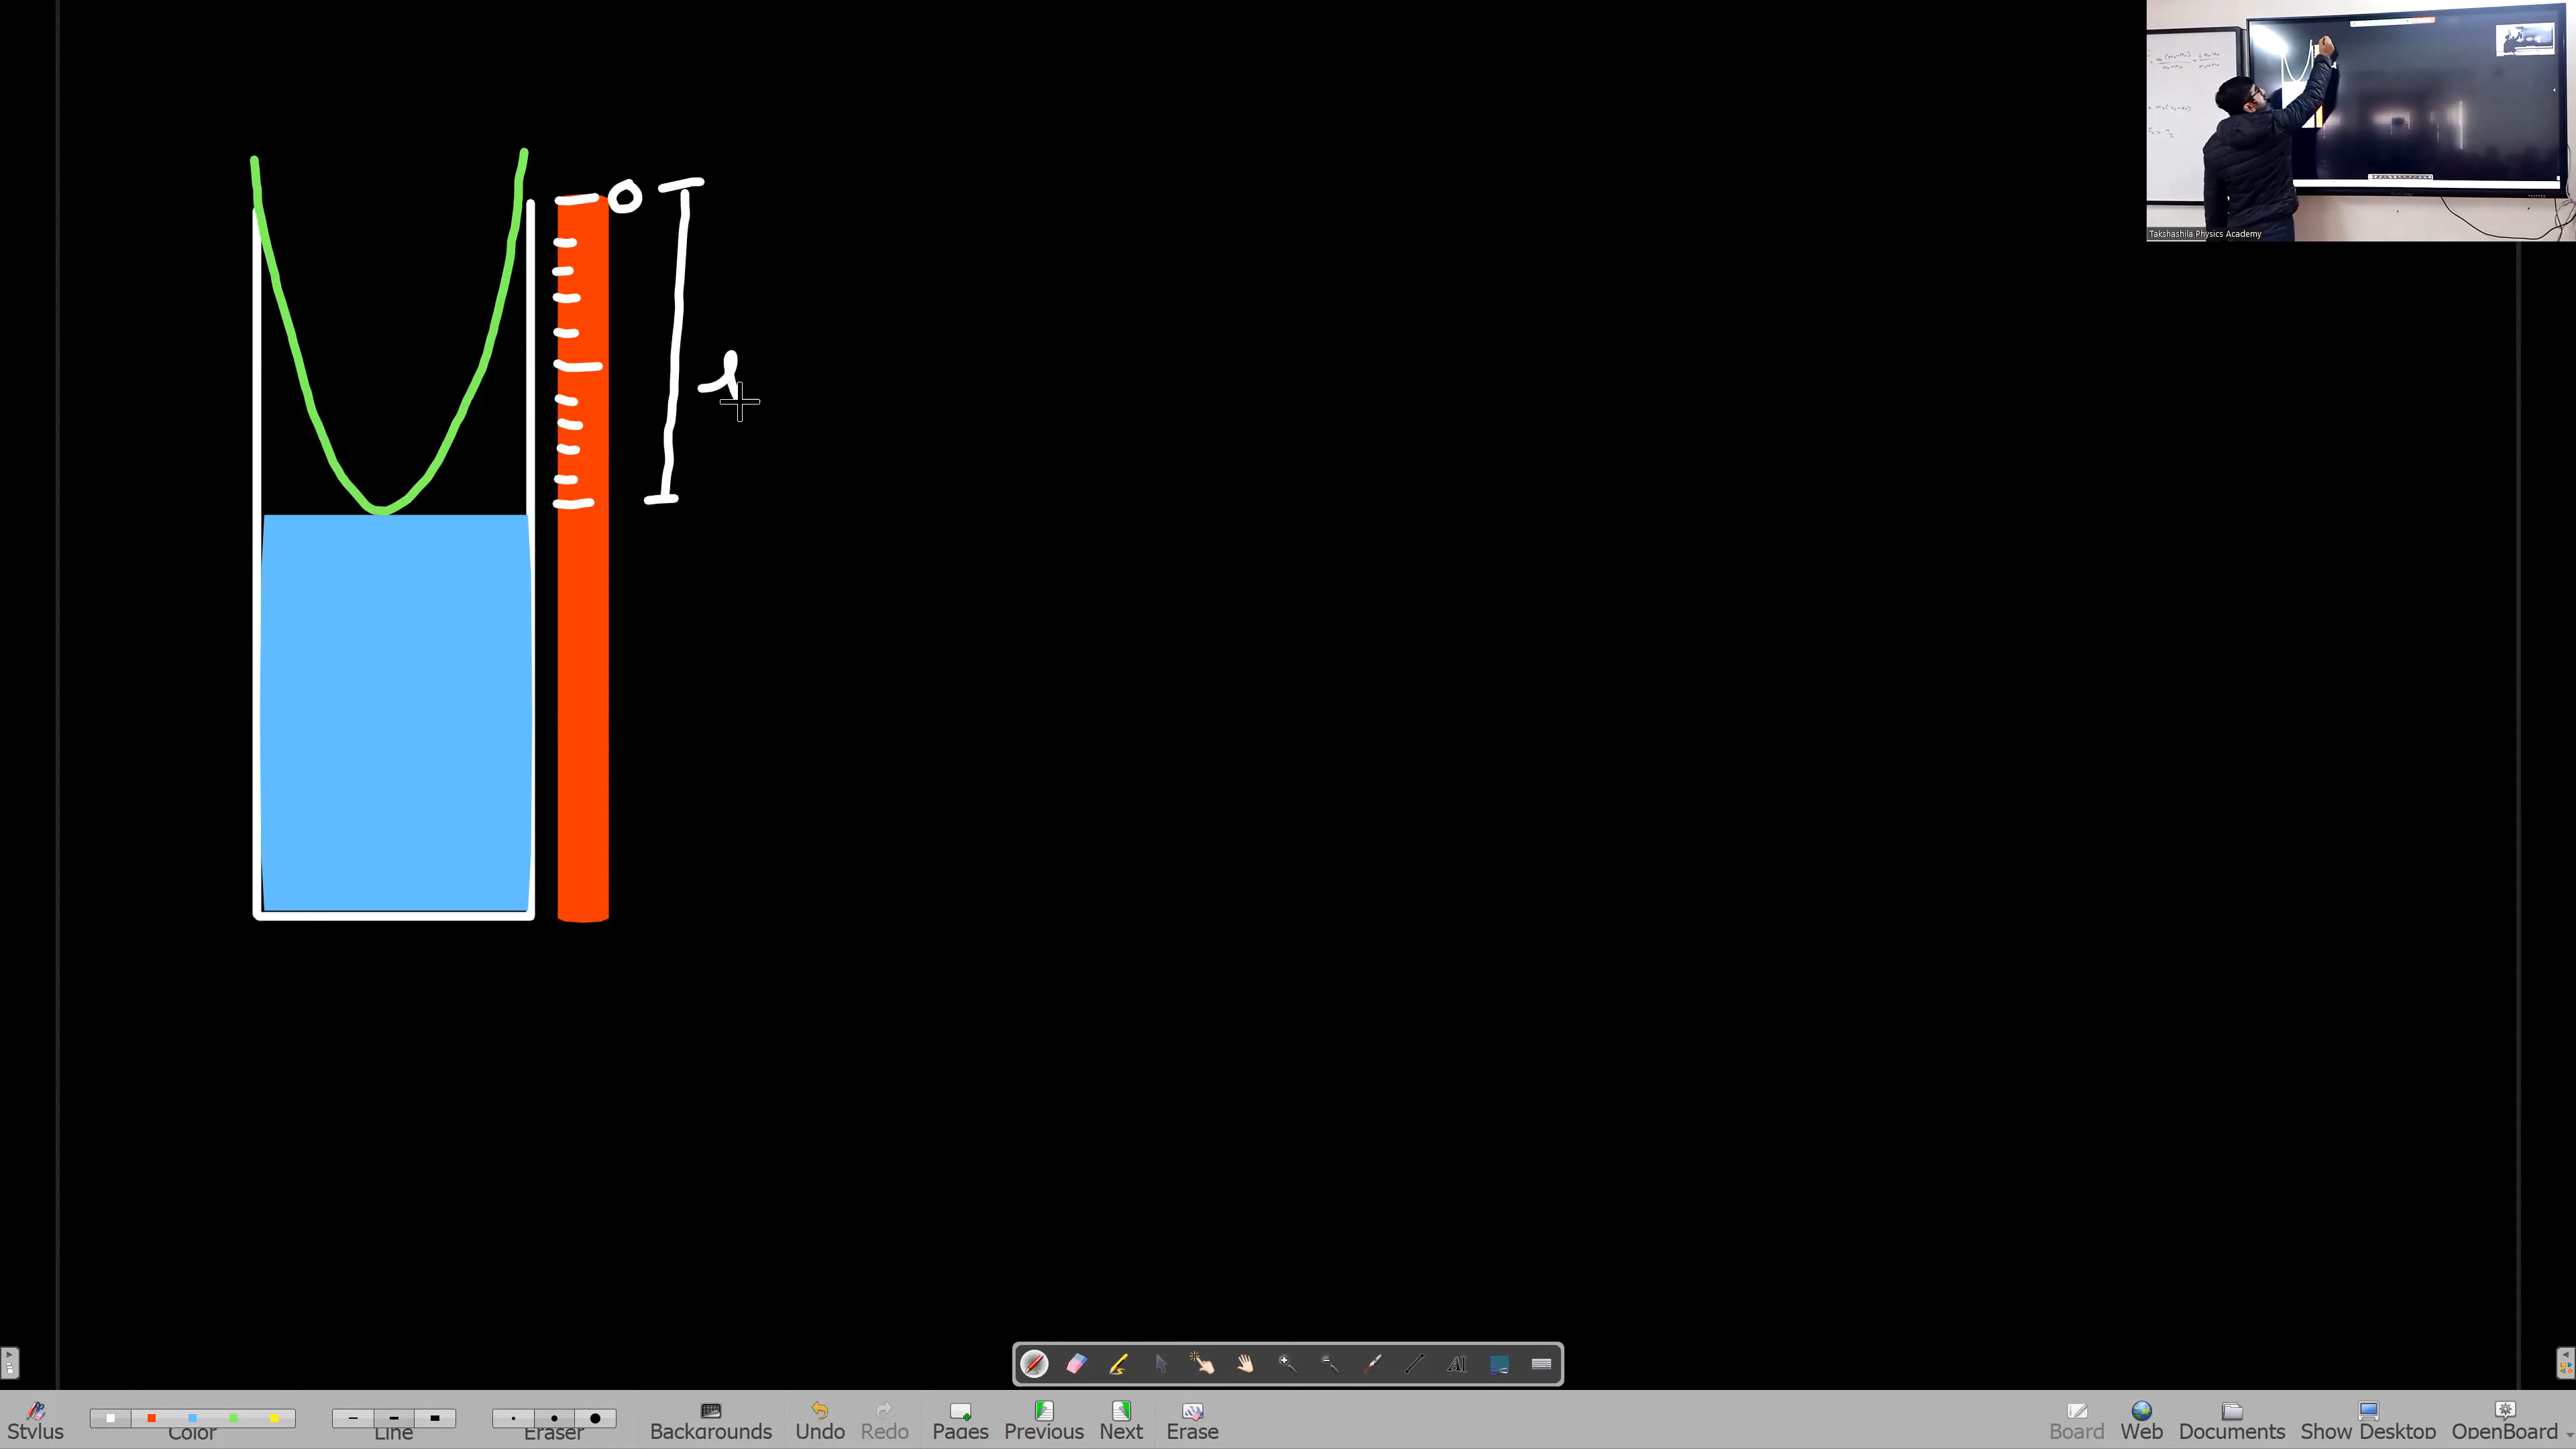 0
l
Takshashila Physics Academy
Stylus
Color
Line
Eraser
Backgrounds
Undo
Redo
Pages
Previous
Next
Erase
Board
Web
Documents
Show Desktop
OpenBoard